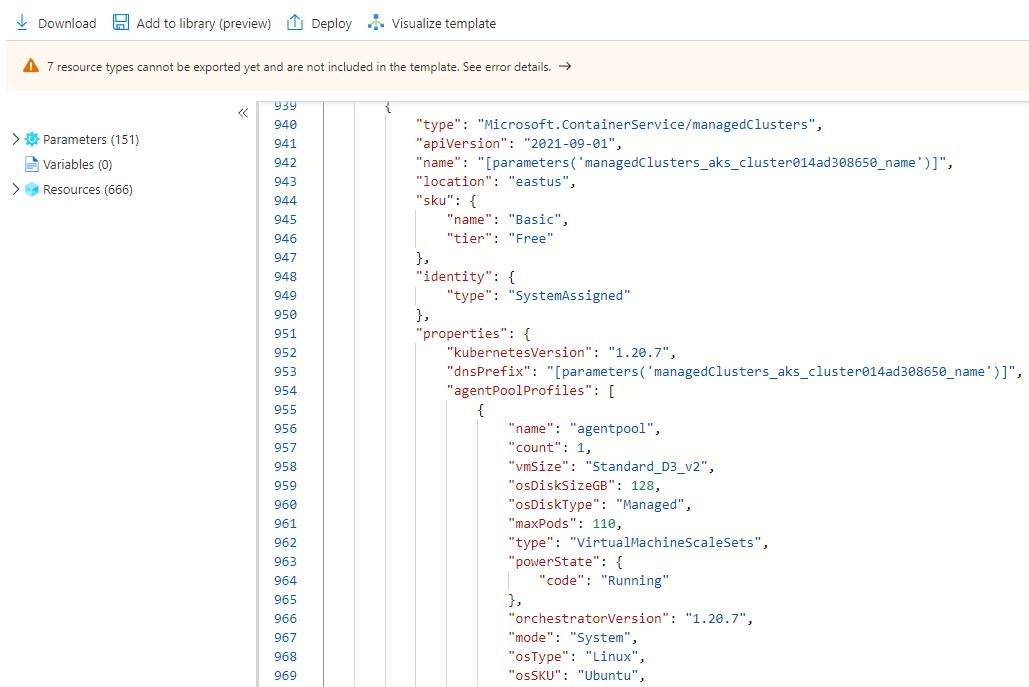 Download Add to library (preview) Deploy Visualize template
7 resource types cannot be exported yet and are not included in the template. See error details. →
«
Parameters (151)
Variables (0)
Resources (666)
939 {
940 "type": "Microsoft.ContainerService/managedClusters",
941 "apiVersion": "2021-09-01",
942 "name": "[parameters('managedClusters_aks_cluster014ad308650_name')]",
943 "location": "eastus",
944 "sku": {
945 "name": "Basic",
946 "tier": "Free"
947 },
948 "identity": {
949 "type": "SystemAssigned"
950 },
951 "properties": {
952 "kubernetesVersion": "1.20.7",
953 "dnsPrefix": "[parameters('managedClusters_aks_cluster014ad308650_name')]",
954 "agentPoolProfiles": [
955 {
956 "name": "agentpool",
957 "count": 1,
958 "vmSize": "Standard_D3_v2",
959 "osDiskSizeGB": 128,
960 "osDiskType": "Managed",
961 "maxPods": 110,
962 "type": "VirtualMachineScaleSets",
963 "powerState": {
964 "code": "Running"
965 },
966 "orchestratorVersion": "1.20.7",
967 "mode": "System",
968 "osType": "Linux",
969 "osSKU": "Ubuntu",